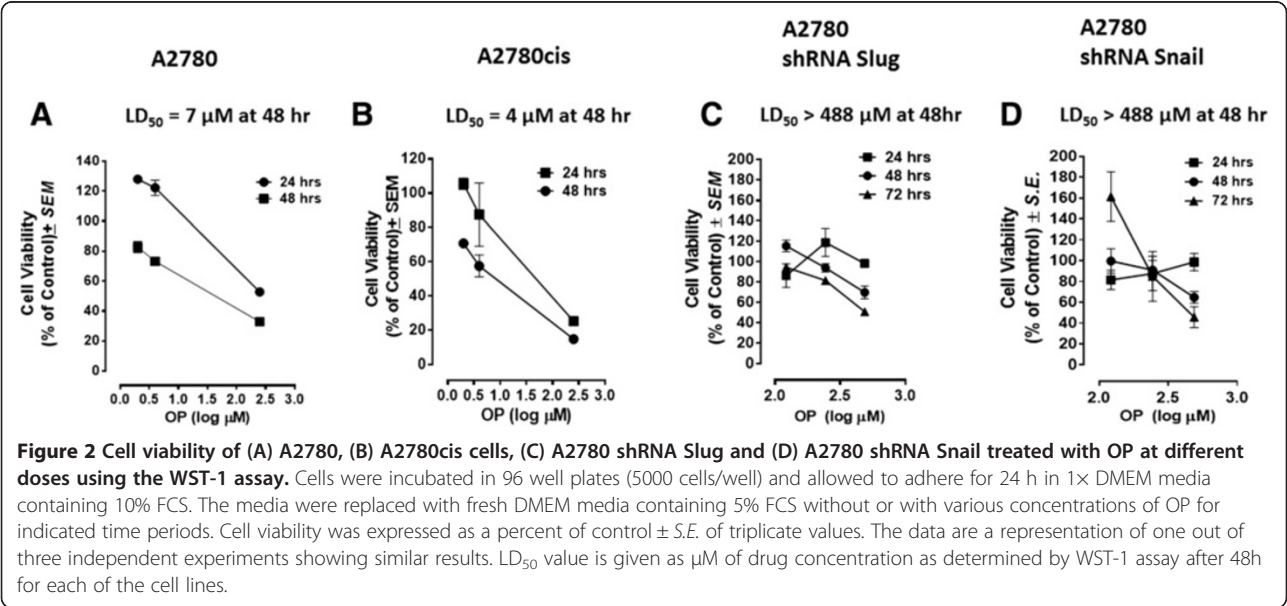 A2780
A2780cis
A2780
shRNA Slug
A2780
shRNA Snail
A
LD50 = 7 µM at 48 hr
B
LD50 = 4 µM at 48 hr
C
LD50 > 488 µM at 48hr
D
LD50 > 488 µM at 48 hr
Cell Viability
(% of Control)± SEM
140
120
100
80
60
40
20
0
24 hrs
48 hrs
0.0 0.5 1.0 1.5 2.0 2.5 3.0
OP (log µM)
Cell Viability
(% of Control)± SEM
120
100
80
60
40
20
0
24 hrs
48 hrs
0.0 0.5 1.0 1.5 2.0 2.5 3.0
OP (log µM)
Cell Viability
(% of Control) ± SEM
200
180
160
140
120
100
80
60
40
20
0
24 hrs
48 hrs
72 hrs
2.0 2.5 3.0
OP (log µM)
Cell Viability
(% of Control) ± S.E.
200
180
160
140
120
100
80
60
40
20
0
24 hrs
48 hrs
72 hrs
2.0 2.5 3.0
OP (log µM)
Figure 2 Cell viability of (A) A2780, (B) A2780cis cells, (C) A2780 shRNA Slug and (D) A2780 shRNA Snail treated with OP at different
doses using the WST-1 assay. Cells were incubated in 96 well plates (5000 cells/well) and allowed to adhere for 24 h in 1× DMEM media
containing 10% FCS. The media were replaced with fresh DMEM media containing 5% FCS without or with various concentrations of OP for
indicated time periods. Cell viability was expressed as a percent of control ± S.E. of triplicate values. The data are a representation of one out of
three independent experiments showing similar results. LD50 value is given as µM of drug concentration as determined by WST-1 assay after 48h
for each of the cell lines.